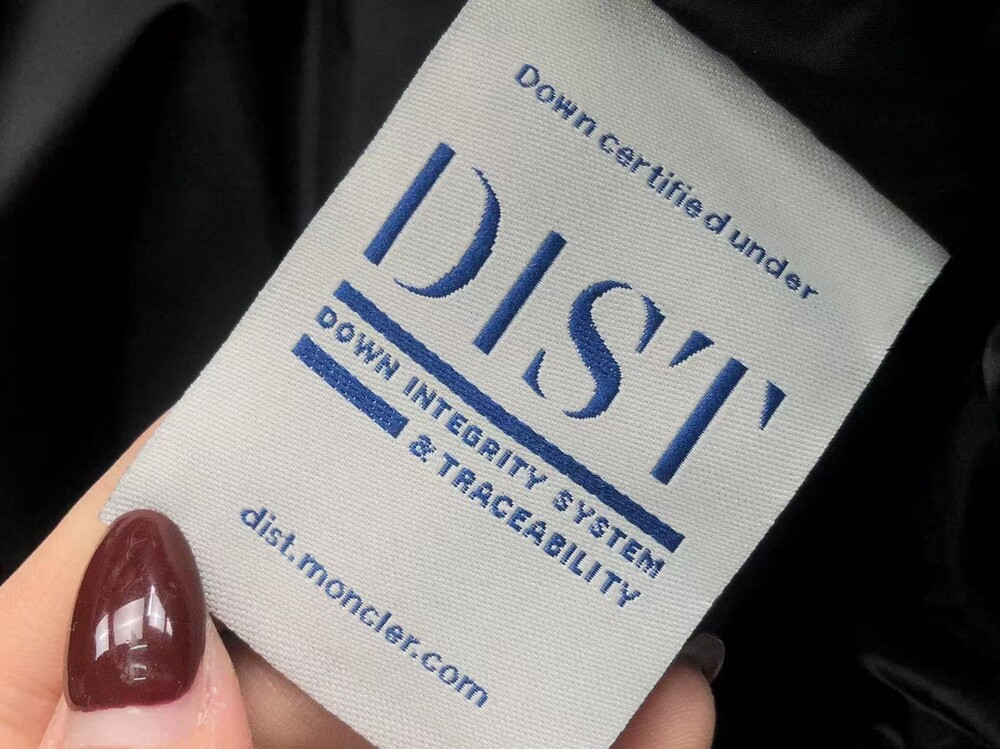 Down certified under
DIST
DOWN INTEGRITY SYSTEM
& TRACEABILITY
dist.moncler.com